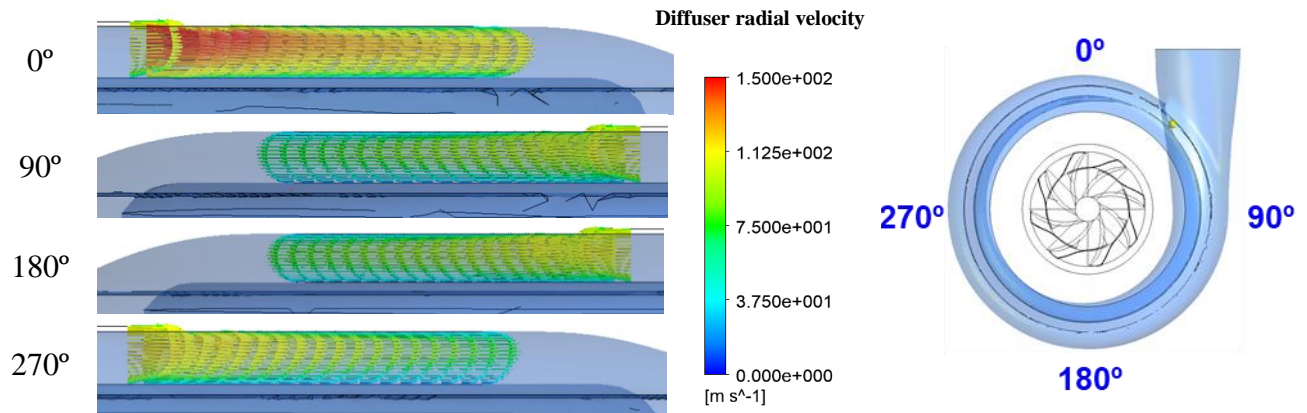 Diffuser radial velocity
0º
90º
180º
270º
1.500e+002
1.125e+002
7.500e+001
3.750e+001
0.000e+000
[m s^-1]
0º
270º
90º
180º